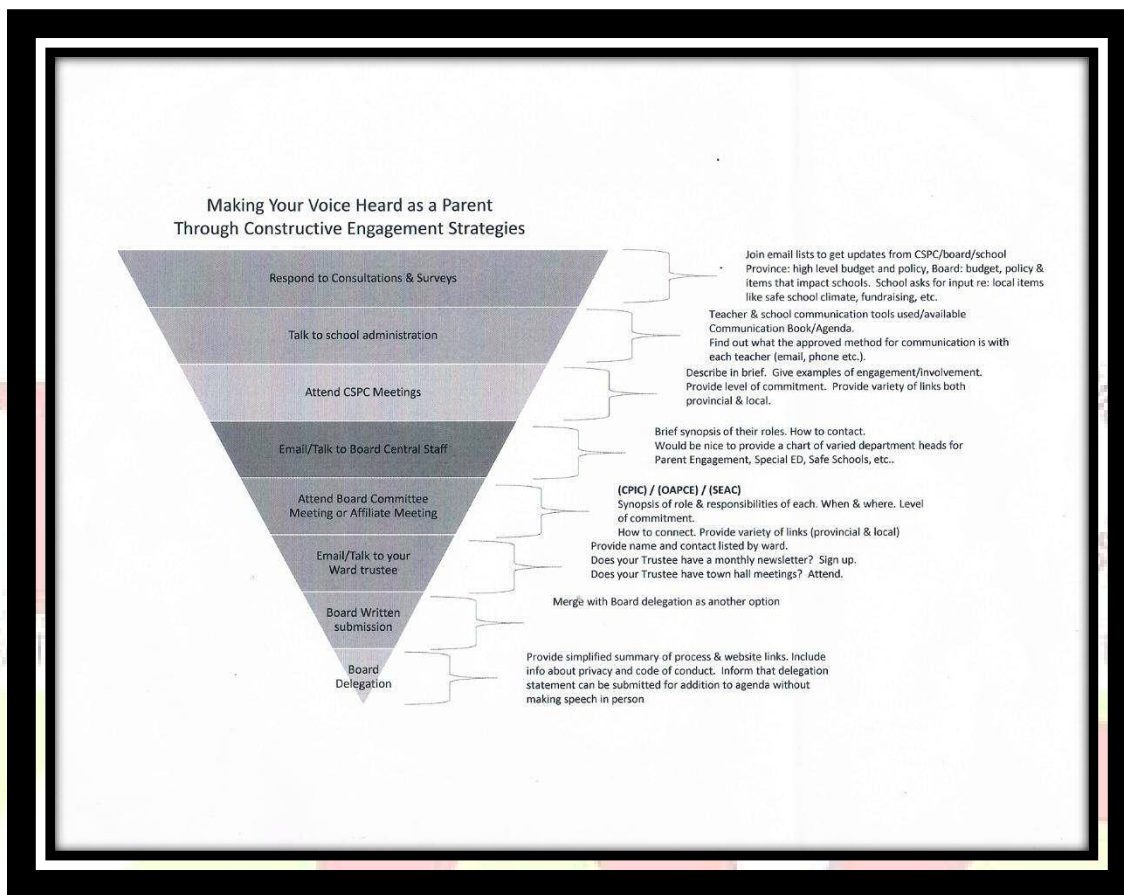 Making Your Voice Heard as a Parent
Through Constructive Engagement Strategies
Respond to Consultations & Surveys
Join email lists to get updates from CSPC/board/school
Province: high level budget and policy, Board: budget, policy &
items that impact schools. School asks for input re: local items
like safe school climate, fundraising, etc.
Talk to school administration
Teacher & school communication tools used/available
Communication Book/Agenda.
Find out what the approved method for communication is with
each teacher (email, phone etc.).
Attend CSPC Meetings
Describe in brief. Give examples of engagement/involvement.
Provide level of commitment. Provide variety of links both
provincial & local.
Email/Talk to Board Central Staff
Brief synopsis of their roles. How to contact.
Would be nice to provide a chart of varied department heads for
Parent Engagement, Special ED, Safe Schools, etc..
Attend Board Committee
Meeting or Affiliate Meeting
(CPIC) / (OAPCE) / (SEAC)
Synopsis of role & responsibilities of each. When & where. Level
of commitment.
How to connect. Provide variety of links (provincial & local)
Email/Talk to your
Ward trustee
Provide name and contact listed by ward.
Does your Trustee have a monthly newsletter? Sign up.
Does your Trustee have town hall meetings? Attend.
Board Written
submission
Merge with Board delegation as another option
Board
Delegation
Provide simplified summary of process & website links. Include
info about privacy and code of conduct. Inform that delegation
statement can be submitted for addition to agenda without
making speech in person